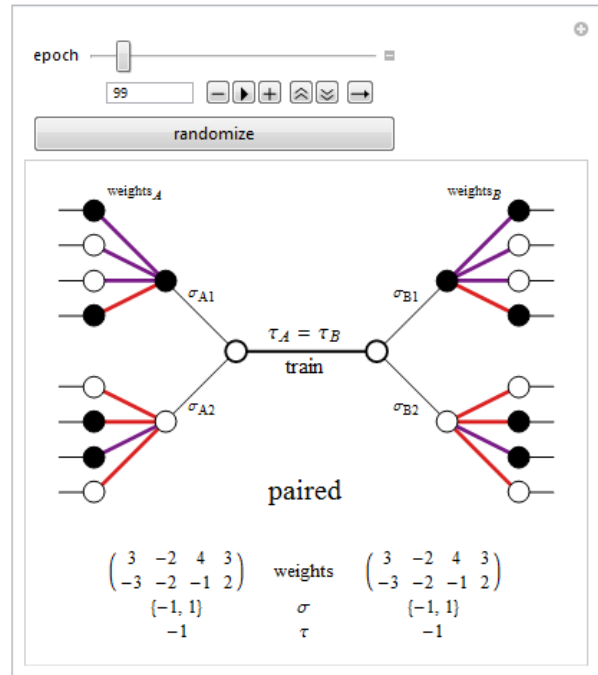 epoch
99
randomize
weights_A weights_B
σ_A1 σ_B1
τ_A = τ_B
train
σ_A2 σ_B2
paired
3 −2 4 3 3 −2 4 3
weights
−3 −2 −1 2 −3 −2 −1 2
{−1, 1} σ {−1, 1}
−1 τ −1